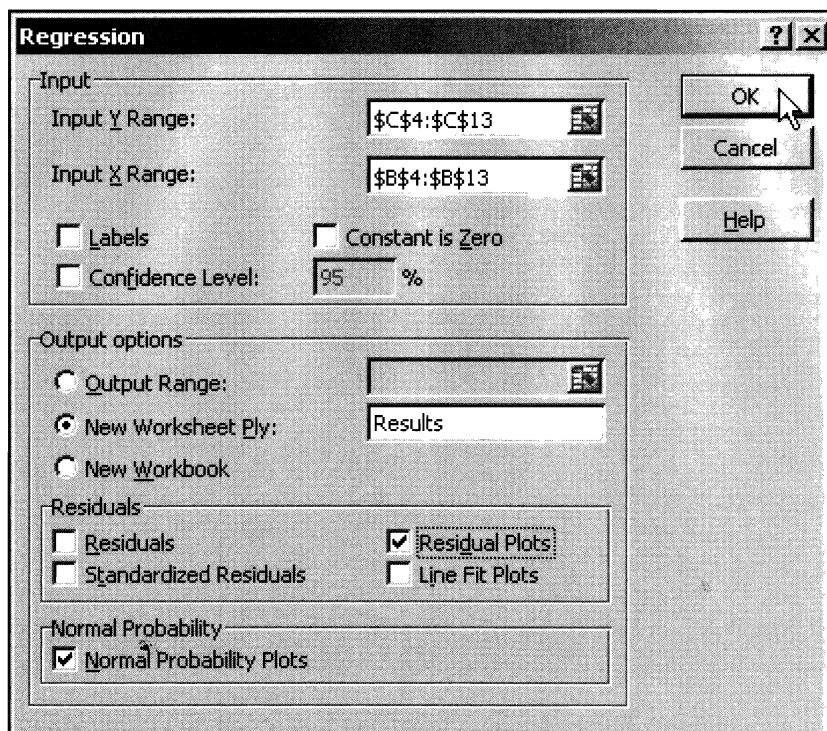 Regression
Input
Input Y Range: $C$4:$C$13
Input X Range: $B$4:$B$13
Labels Constant is Zero
Confidence Level: 95 %
OK
Cancel
Help
Output options
Output Range:
New Worksheet Ply: Results
New Workbook
Residuals
Residuals Residual Plots
Standardized Residuals Line Fit Plots
Normal Probability
Normal Probability Plots